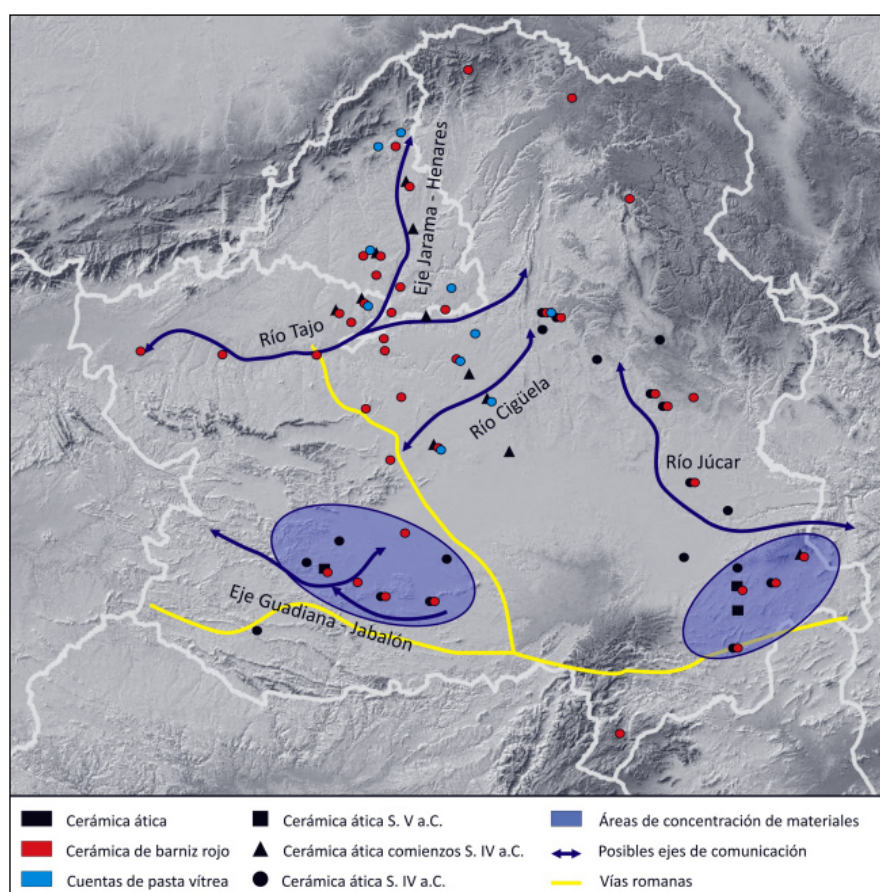 Eje Jarama - Henares
Río Tajo
Río Cigüela
Río Júcar
Eje Guadiana - Jabalón
Cerámica ática
Cerámica ática S. V a.C.
Áreas de concentración de materiales
Cerámica de barniz rojo
Cerámica ática comienzos S. IV a.C.
Posibles ejes de comunicación
Cuentas de pasta vítrea
Cerámica ática S. IV a.C.
Vías romanas